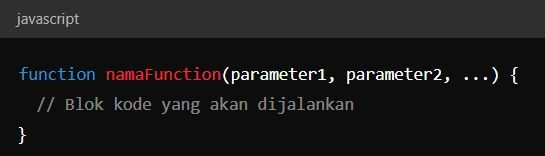 javascript
function namaFunction(parameter1, parameter2, ...) {
// Blok kode yang akan dijalankan
}